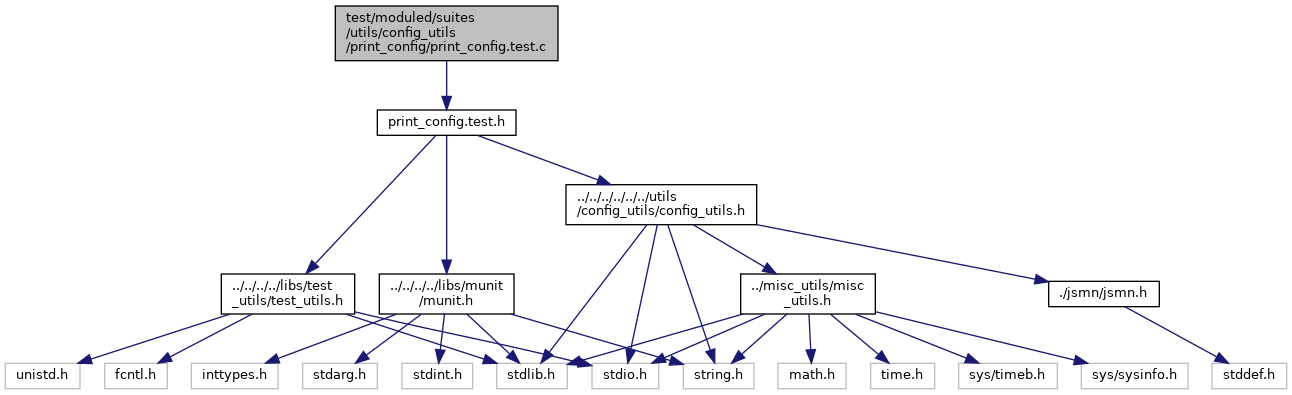 test/moduled/suites
/utils/config_utils
/print_config/print_config.test.c
print_config.test.h
../../../../../../utils
/config_utils/config_utils.h
../../../../libs/test
_utils/test_utils.h
../../../../libs/munit
/munit.h
../misc_utils/misc
_utils.h
./jsmn/jsmn.h
unistd.h
fcntl.h
inttypes.h
stdarg.h
stdint.h
stdlib.h
stdio.h
string.h
math.h
time.h
sys/timeb.h
sys/sysinfo.h
stddef.h